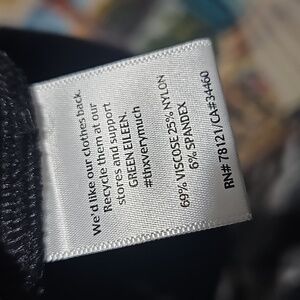 We'd like our clothes back.
Recycle them at our
stores and support
GREEN EILEEN.
#thxverymuch
69% VISCOSE 25% NYLON
6% SPANDEX
RN# 78121/CA#34460